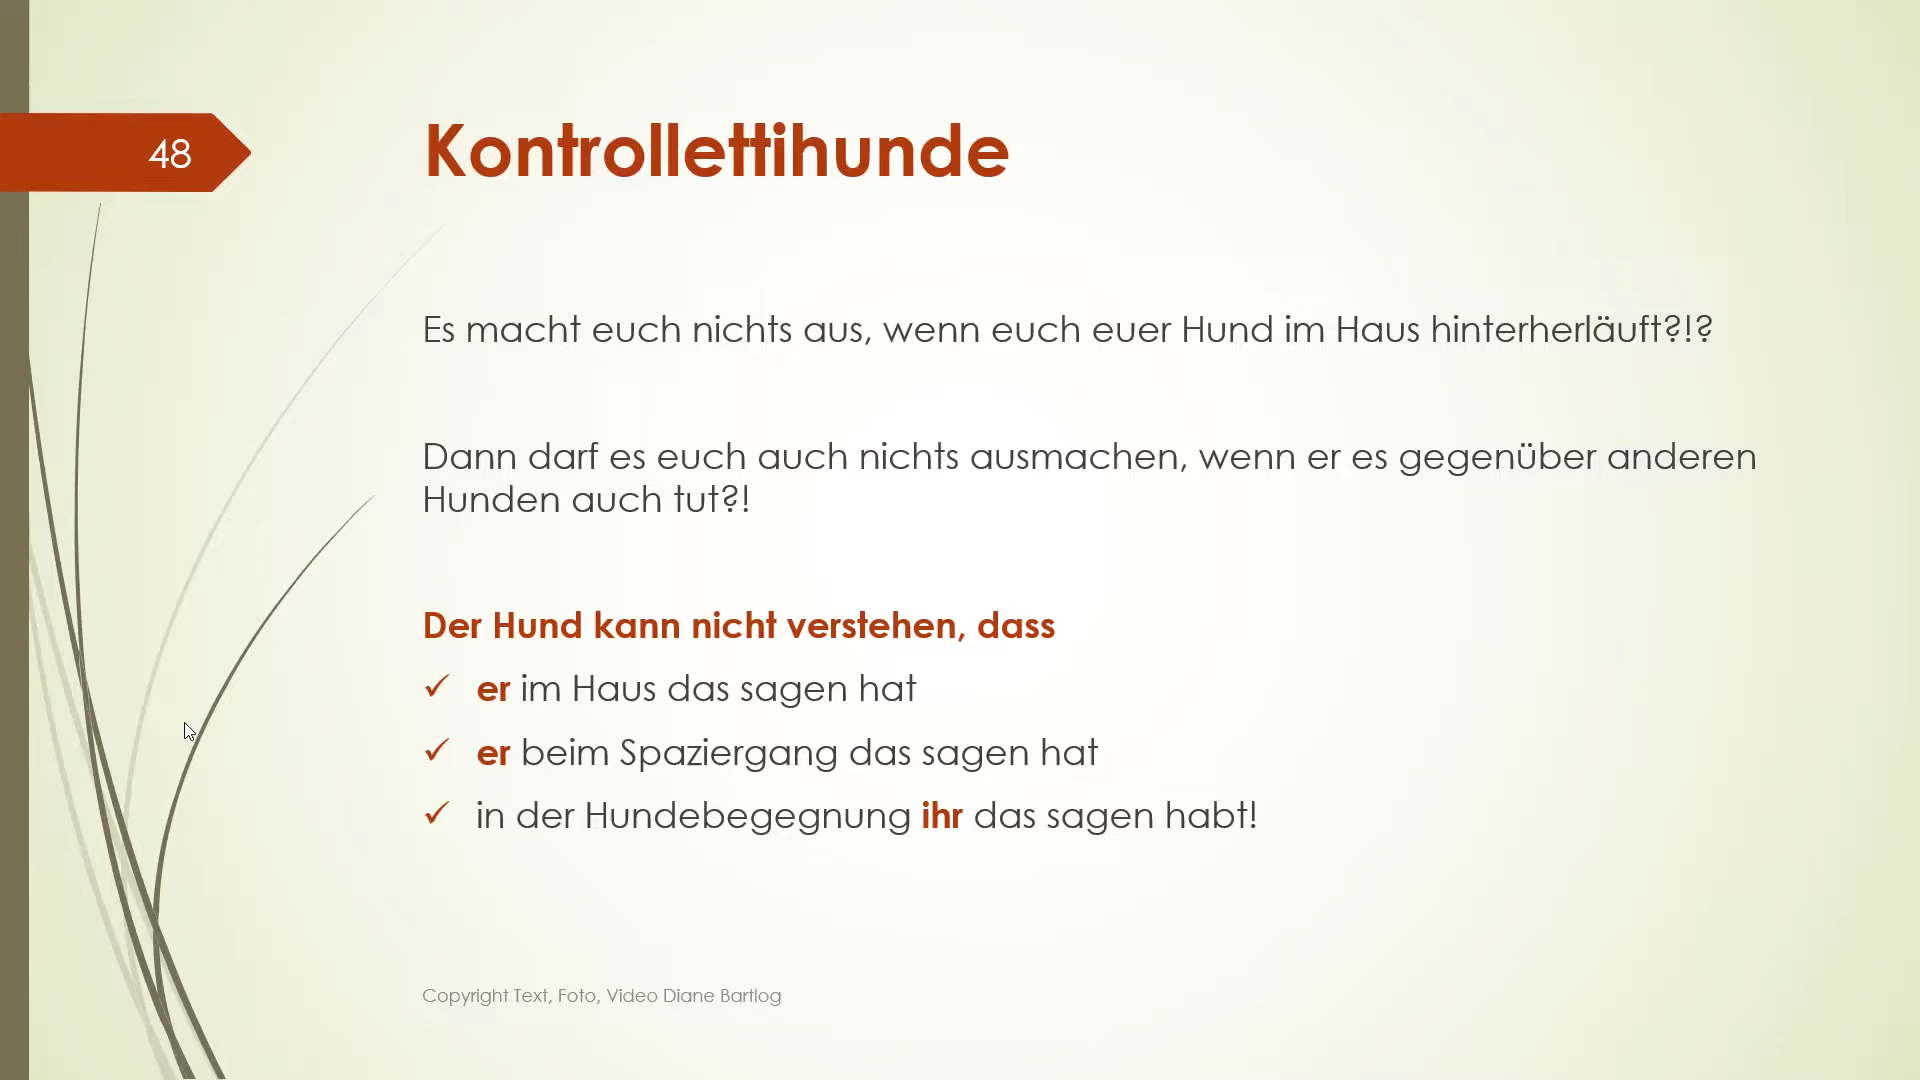 48
Kontrollettihunde
Es macht euch nichts aus, wenn euch euer Hund im Haus hinterherläuft?!?
Dann darf es euch auch nichts ausmachen, wenn er es gegenüber anderen
Hunden auch tut?!
Der Hund kann nicht verstehen, dass
✓ er im Haus das sagen hat
✓ er beim Spaziergang das sagen hat
✓ in der Hundebegegnung ihr das sagen habt!
Copyright Text, Foto, Video Diane Bartlog